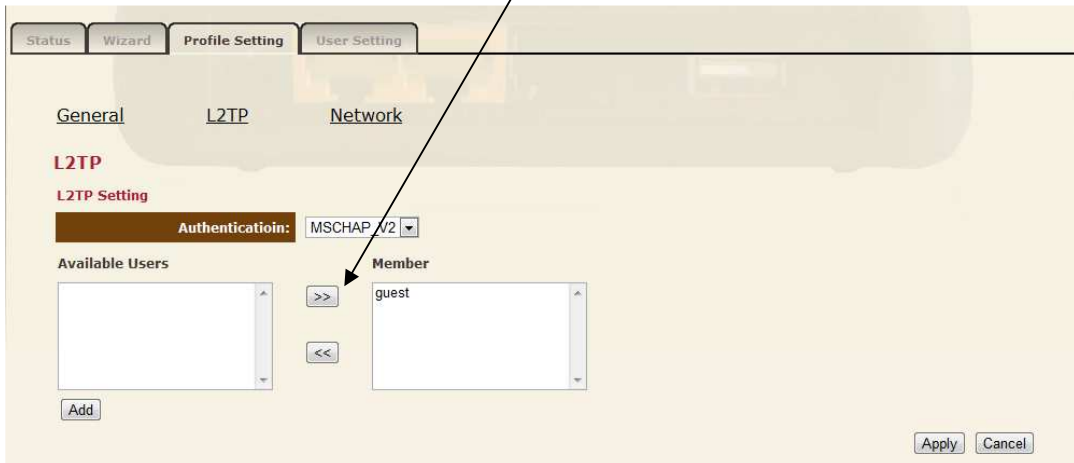 Status Wizard Profile Setting User Setting
General L2TP Network
L2TP
L2TP Setting
Authenticatioin: MSCHAP_V2
Available Users Member
>> guest
<<
Add
Apply Cancel